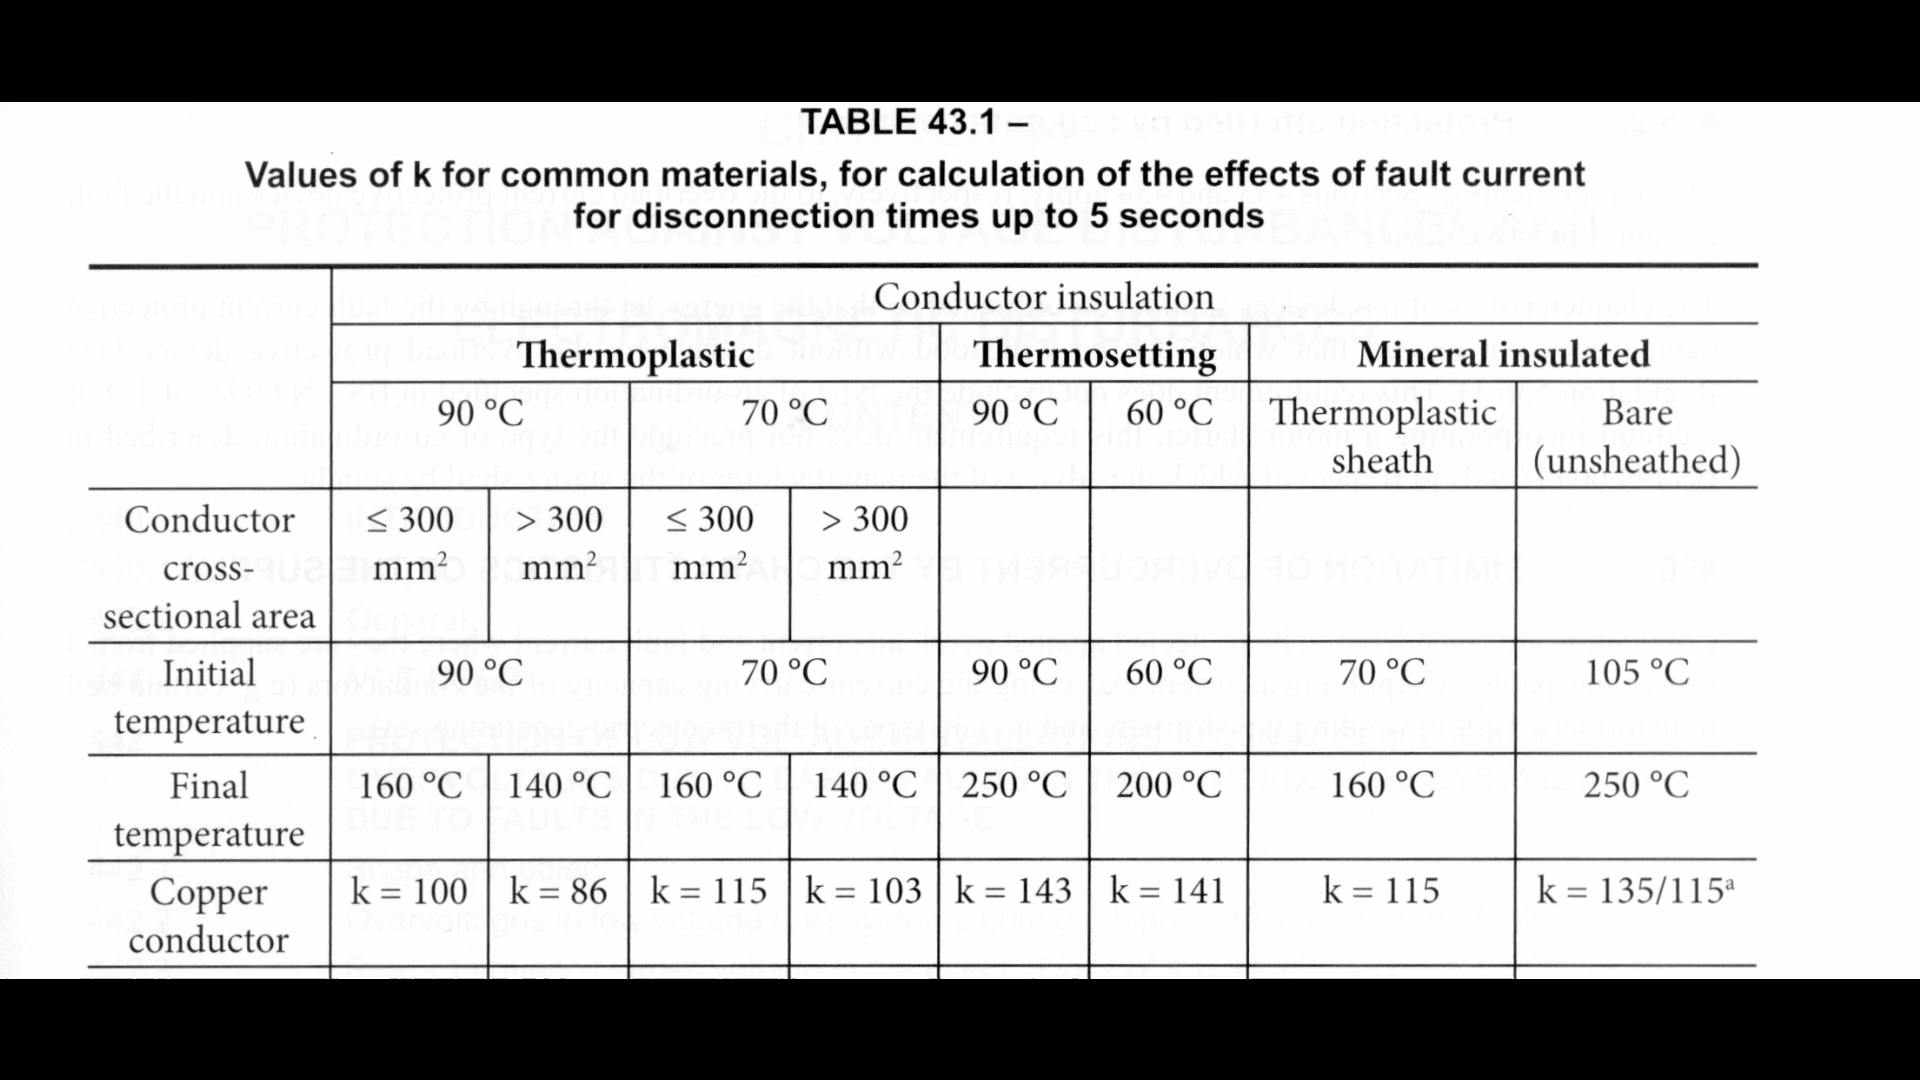 TABLE 43.1 –
Values of k for common materials, for calculation of the effects of fault current
for disconnection times up to 5 seconds
Conductor insulation
Thermoplastic Thermosetting Mineral insulated
90 °C 70 °C 90 °C 60 °C Thermoplastic sheath Bare (unsheathed)
Conductor cross-sectional area ≤ 300 mm² > 300 mm² ≤ 300 mm² > 300 mm²
Initial temperature 90 °C 70 °C 90 °C 60 °C 70 °C 105 °C
Final temperature 160 °C 140 °C 160 °C 140 °C 250 °C 200 °C 160 °C 250 °C
Copper conductor k = 100 k = 86 k = 115 k = 103 k = 143 k = 141 k = 115 k = 135/115ᵃ